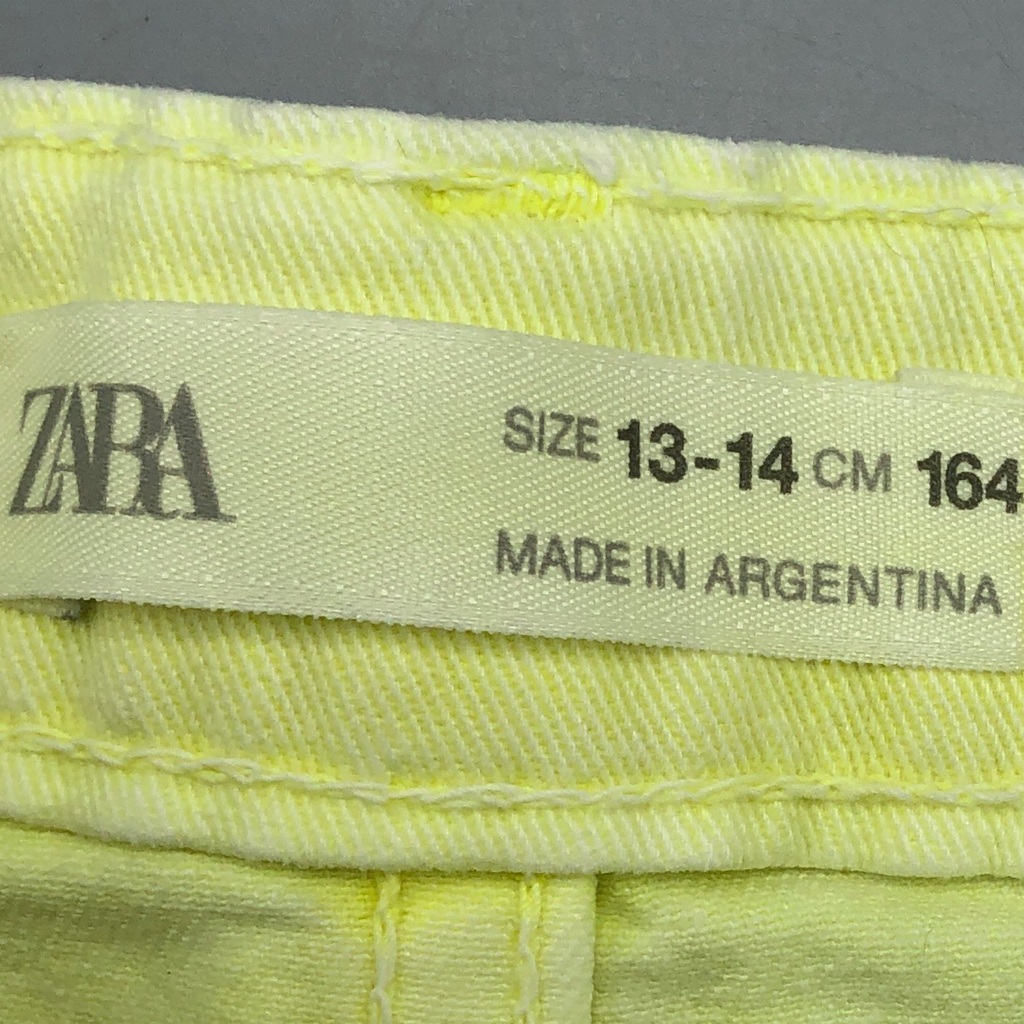 ZARA
SIZE 13-14 CM 164
MADE IN ARGENTINA